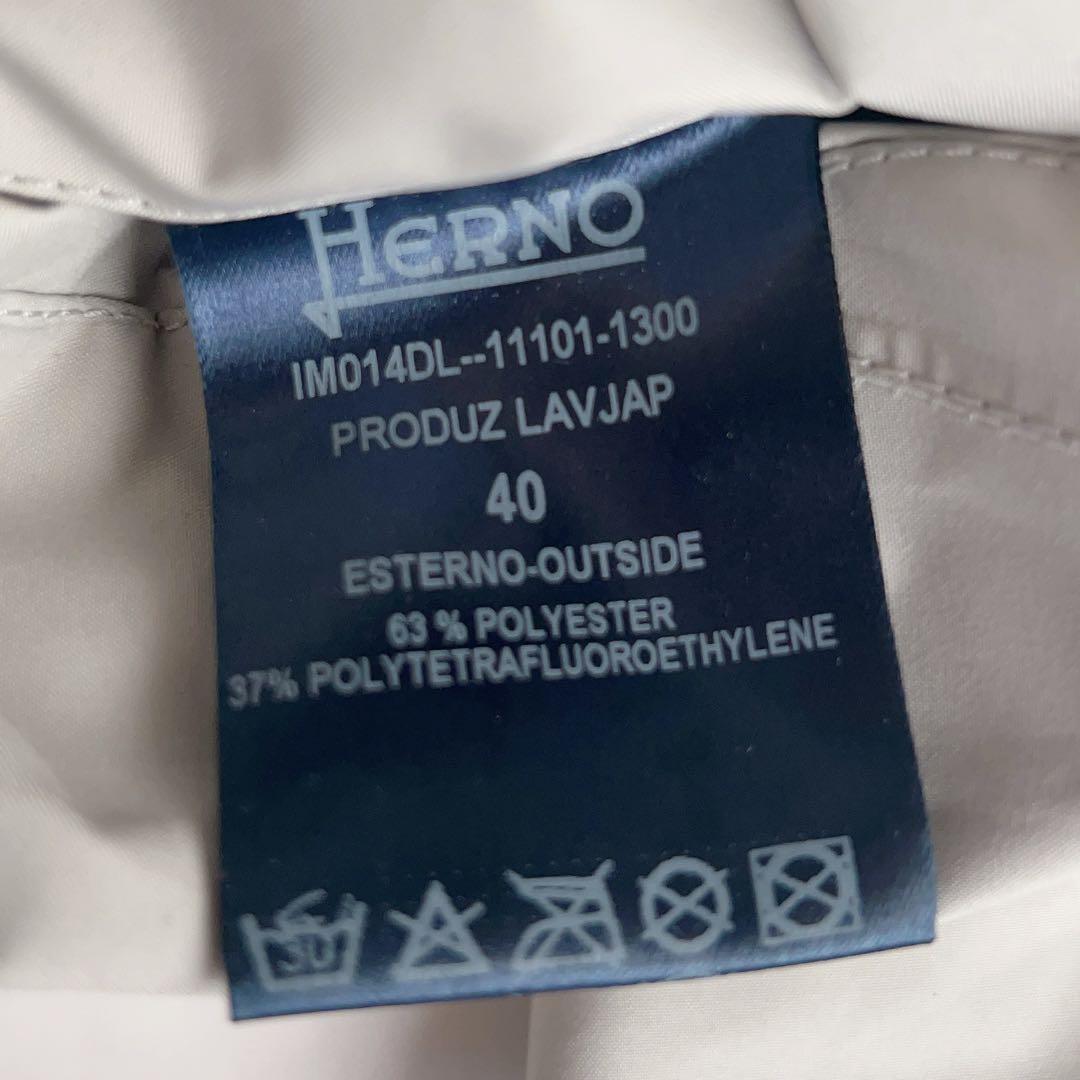 HERNO
IM014DL--11101-1300
PRODUZ LAVJAP
40
ESTERNO-OUTSIDE
63 % POLYESTER
37% POLYTETRAFLUOROETHYLENE
30